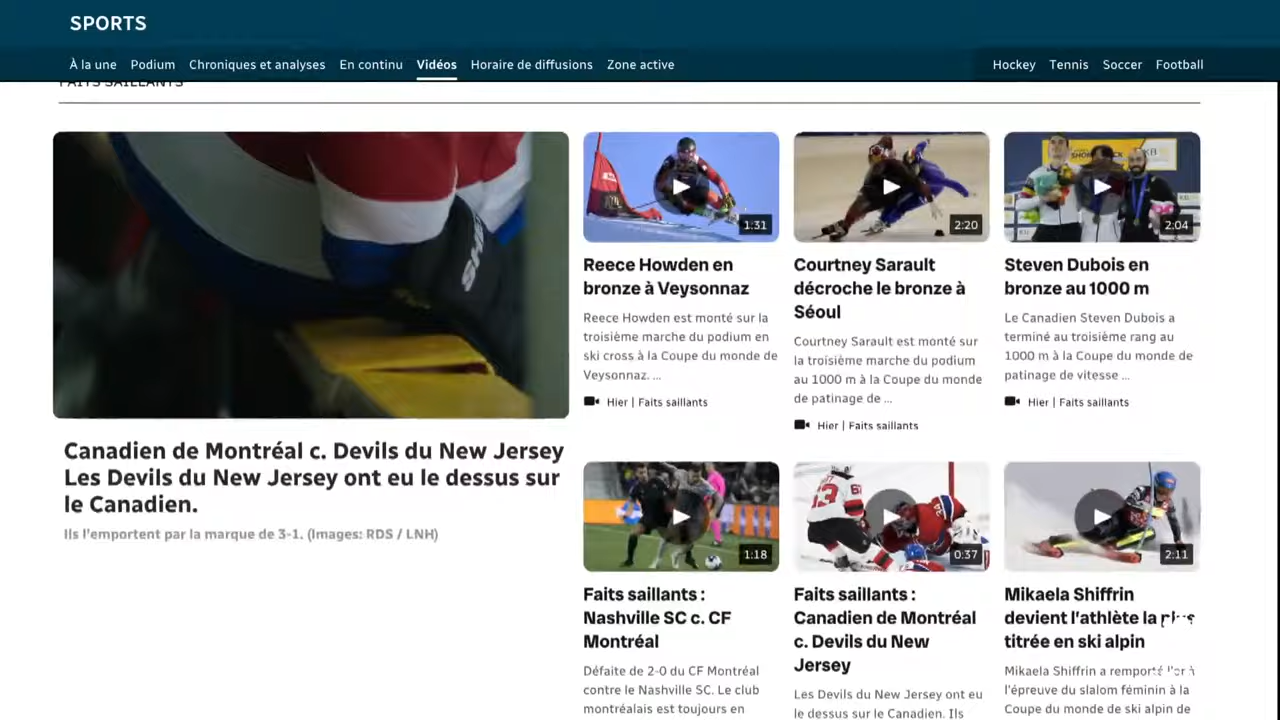 SPORTS
À la une Podium Chroniques et analyses En continu Vidéos Horaire de diffusions Zone active Hockey Tennis Soccer Football
FAITS SAILLANTS
Canadien de Montréal c. Devils du New Jersey
Les Devils du New Jersey ont eu le dessus sur
le Canadien.
Ils l'emportent par la marque de 3-1. (Images: RDS / LNH)
1:31
Reece Howden en
bronze à Veysonnaz
Reece Howden est monté sur la
troisième marche du podium en
ski cross à la Coupe du monde de
Veysonnaz. ...
Hier | Faits saillants
2:20
Courtney Sarault
décroche le bronze à
Séoul
Courtney Sarault est monté sur
la troisième marche du podium
au 1000 m à la Coupe du monde
de patinage de ...
Hier | Faits saillants
2:04
Steven Dubois en
bronze au 1000 m
Le Canadien Steven Dubois a
terminé au troisième rang au
1000 m à la Coupe du monde de
patinage de vitesse ...
Hier | Faits saillants
1:18
Faits saillants :
Nashville SC c. CF
Montréal
Défaite de 2-0 du CF Montréal
contre le Nashville SC. Le club
montréalais est toujours en
0:37
Faits saillants :
Canadien de Montréal
c. Devils du New
Jersey
Les Devils du New Jersey ont eu
le dessus sur le Canadien. Ils
2:11
Mikaela Shiffrin
devient l'athlète la plus
titrée en ski alpin
Mikaela Shiffrin a remporté l'or à
l'épreuve du slalom féminin à la
Coupe du monde de ski alpin de